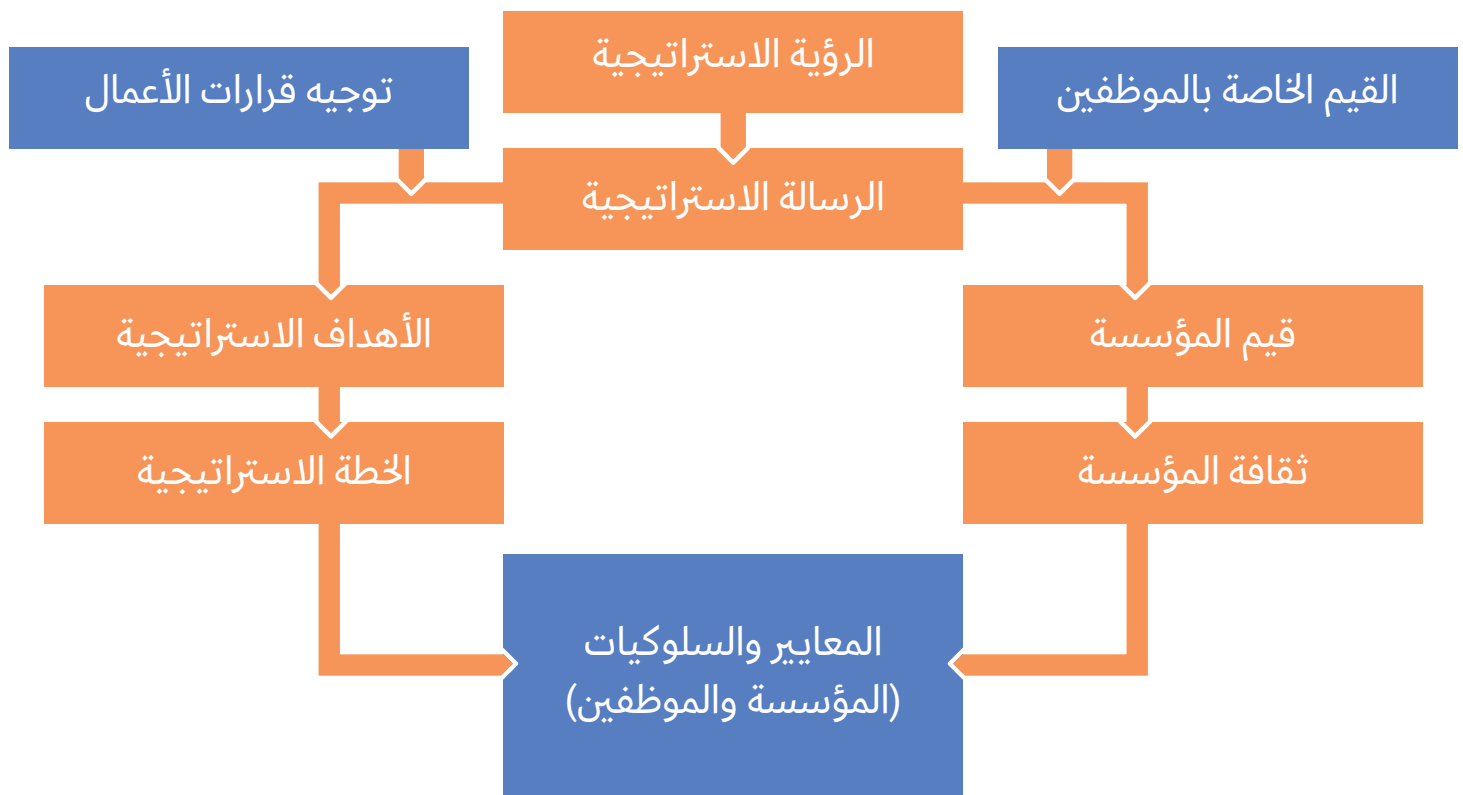 الرؤية الاستراتيجية
القيم الخاصة بالموظفين
توجيه قرارات الأعمال
الرسالة الاستراتيجية
قيم المؤسسة
الأهداف الاستراتيجية
ثقافة المؤسسة
الخطة الاستراتيجية
المعايير والسلوكيات
(المؤسسة والموظفين)